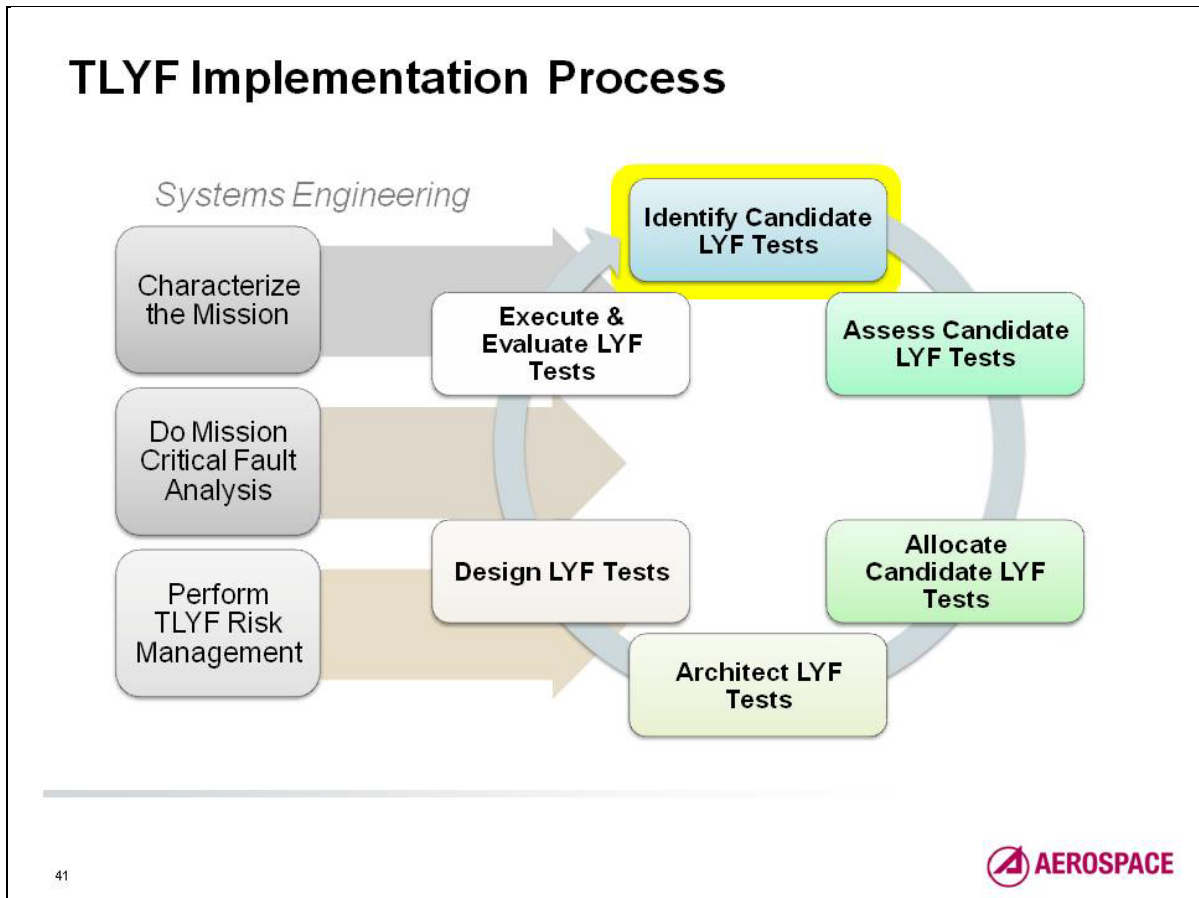 TLYF Implementation Process
Systems Engineering
Characterize
the Mission
Do Mission
Critical Fault
Analysis
Perform
TLYF Risk
Management
Identify Candidate
LYF Tests
Assess Candidate
LYF Tests
Allocate
Candidate LYF
Tests
Architect LYF
Tests
Design LYF Tests
Execute &
Evaluate LYF
Tests
41
AEROSPACE